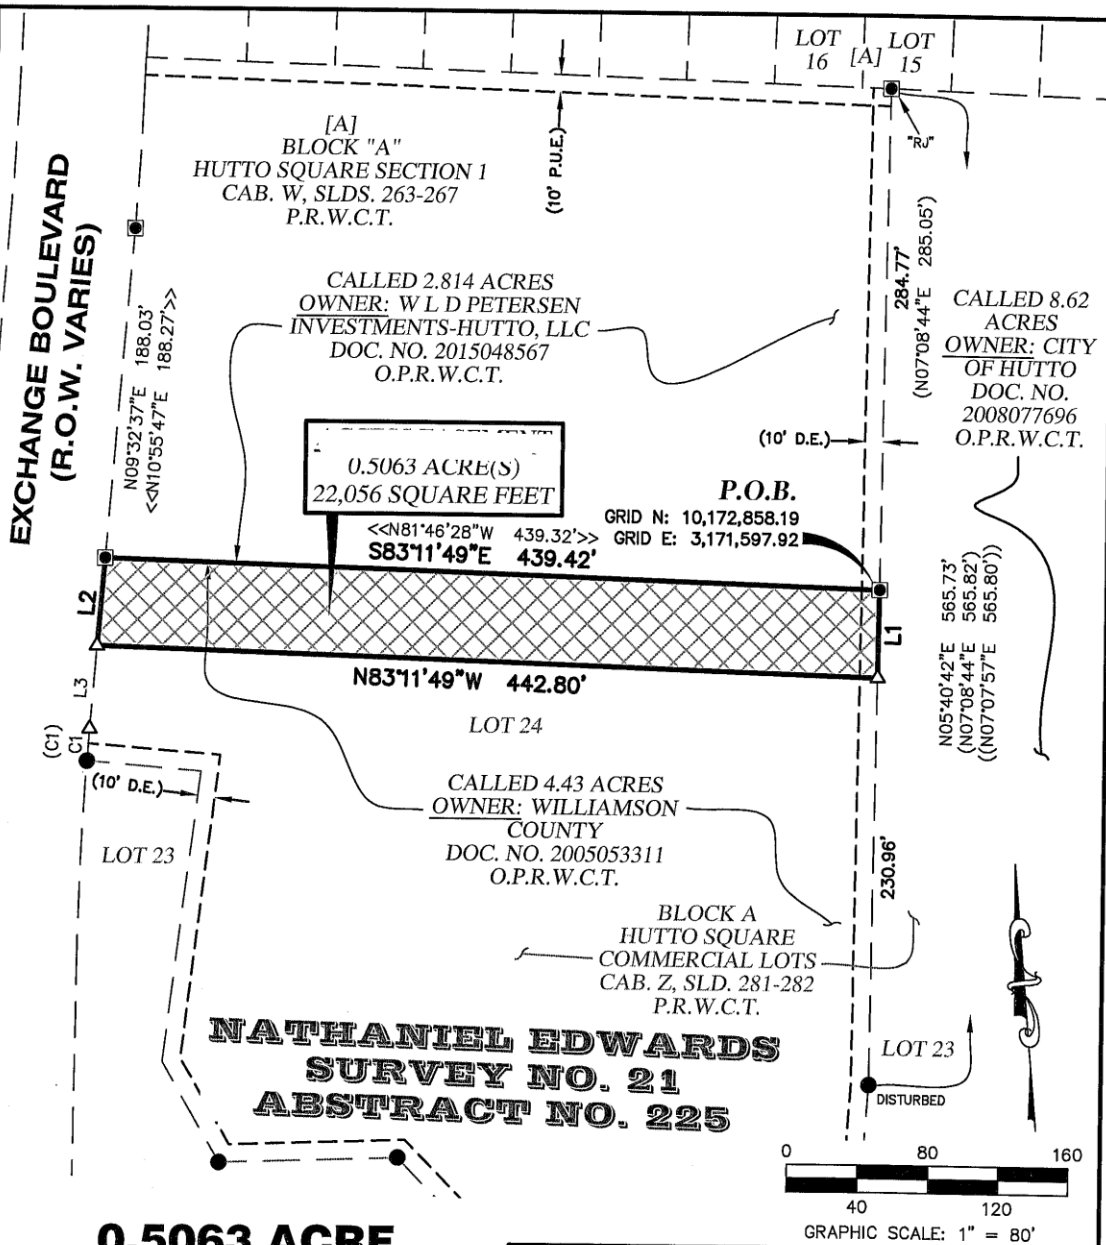 LOT
16
[A]
LOT
15
"RJ"
[A]
BLOCK "A"
HUTTO SQUARE SECTION 1
CAB. W, SLDS. 263-267
P.R.W.C.T.
(10' P.U.E.)
EXCHANGE BOULEVARD
(R.O.W. VARIES)
N09°32'37"E 188.03'
<<N10°55'47"E 188.27'>>
CALLED 2.814 ACRES
OWNER: W L D PETERSEN
INVESTMENTS-HUTTO, LLC
DOC. NO. 2015048567
O.P.R.W.C.T.
284.77'
(N07°08'44"E 285.05')
CALLED 8.62
ACRES
OWNER: CITY
OF HUTTO
DOC. NO.
2008077696
O.P.R.W.C.T.
(10' D.E.)
0.5063 ACRE(S)
22,056 SQUARE FEET
P.O.B.
GRID N: 10,172,858.19
GRID E: 3,171,597.92
<<N81°46'28"W 439.32'>>
S83°11'49"E 439.42'
L2
L1
N83°11'49"W 442.80'
L3
(C1)
C1
LOT 24
N05°40'42"E 565.73'
(N07°08'44"E 565.82')
((N07°07'57"E 565.80'))
(10' D.E.)
LOT 23
CALLED 4.43 ACRES
OWNER: WILLIAMSON
COUNTY
DOC. NO. 2005053311
O.P.R.W.C.T.
230.96'
BLOCK A
HUTTO SQUARE
COMMERCIAL LOTS
CAB. Z, SLD. 281-282
P.R.W.C.T.
NATHANIEL EDWARDS
SURVEY NO. 21
ABSTRACT NO. 225
LOT 23
DISTURBED
0 80 160
40 120
GRAPHIC SCALE: 1" = 80'
0.5063 ACRE